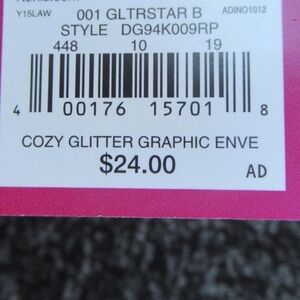 Y15LAW 001 GLTRSTAR B ADINO1012
STYLE DG94K009RP
448 10 19
4 00176 15701 8
COZY GLITTER GRAPHIC ENVE
$24.00 AD